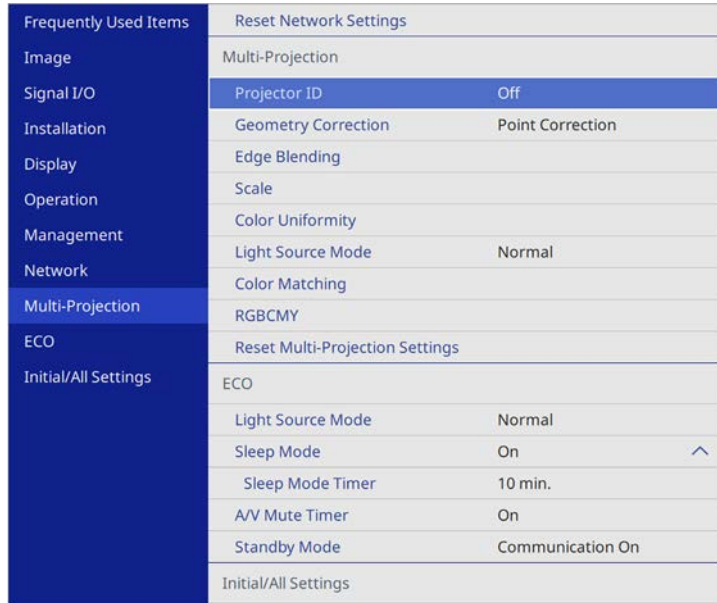 Frequently Used Items
Image
Signal I/O
Installation
Display
Operation
Management
Network
Multi-Projection
ECO
Initial/All Settings
Reset Network Settings
Multi-Projection
Projector ID Off
Geometry Correction Point Correction
Edge Blending
Scale
Color Uniformity
Light Source Mode Normal
Color Matching
RGBCMY
Reset Multi-Projection Settings
ECO
Light Source Mode Normal
Sleep Mode On
Sleep Mode Timer 10 min.
A/V Mute Timer On
Standby Mode Communication On
Initial/All Settings